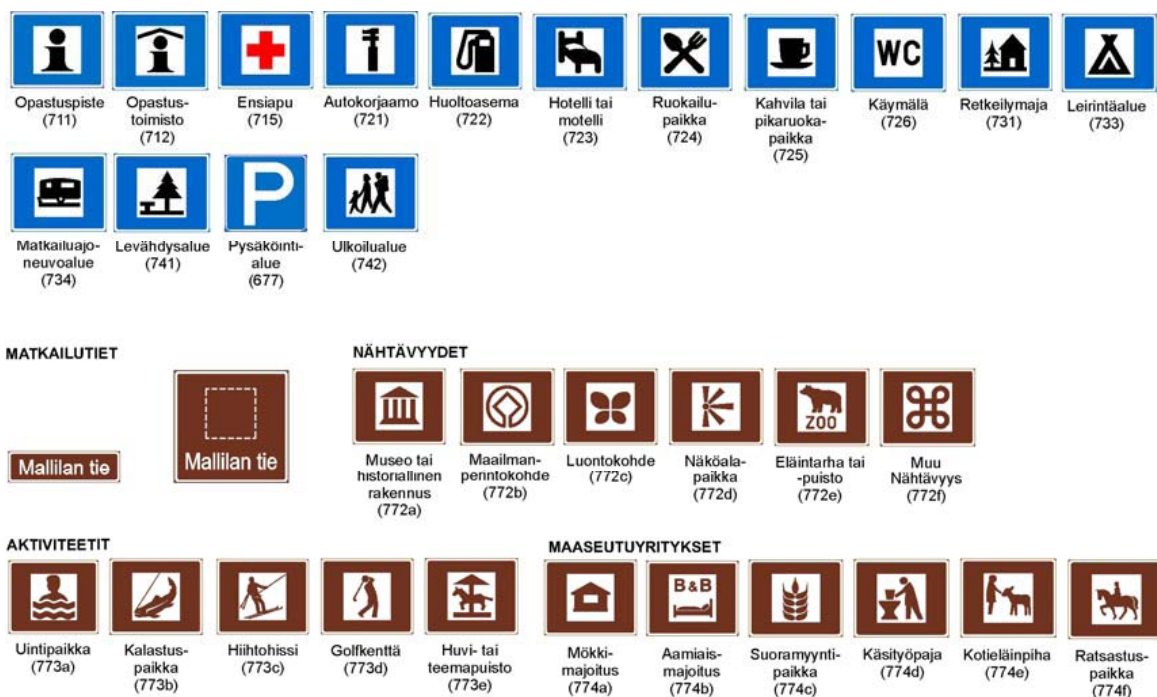 WC
Opastuspiste
(711)
Opastus-
toimisto
(712)
Ensiapu
(715)
Autokorjaamo
(721)
Huoltoasema
(722)
Hotelli tai
motelli
(723)
Ruokailu-
paikka
(724)
Kahvila tai
pikaruoka-
paikka
(725)
Käymälä
(726)
Retkeilymaja
(731)
Leirintäalue
(733)
P
Matkailuajo-
neuvoalue
(734)
Levähdysalue
(741)
Pysäköinti-
alue
(677)
Ulkoilualue
(742)
MATKAILUTIET
Mallilan tie
Mallilan tie
NÄHTÄVYYDET
ZOO
Museo tai
historiallinen
rakennus
(772a)
Maailman-
perintokohde
(772b)
Luontokohde
(772c)
Näköala-
paikka
(772d)
Eläintarha tai
-puisto
(772e)
Muu
Nähtävyys
(772f)
AKTIVITEETIT
Uintipaikka
(773a)
Kalastus-
paikka
(773b)
Hiihtohissi
(773c)
Golfkenttä
(773d)
Huvi- tai
teemapuisto
(773e)
MAASEUTUYRITYKSET
B&B
Mökki-
majoitus
(774a)
Aamiais-
majoitus
(774b)
Suoramyynti-
paikka
(774c)
Käsityöpaja
(774d)
Kotieläinpiha
(774e)
Ratsastus-
paikka
(774f)